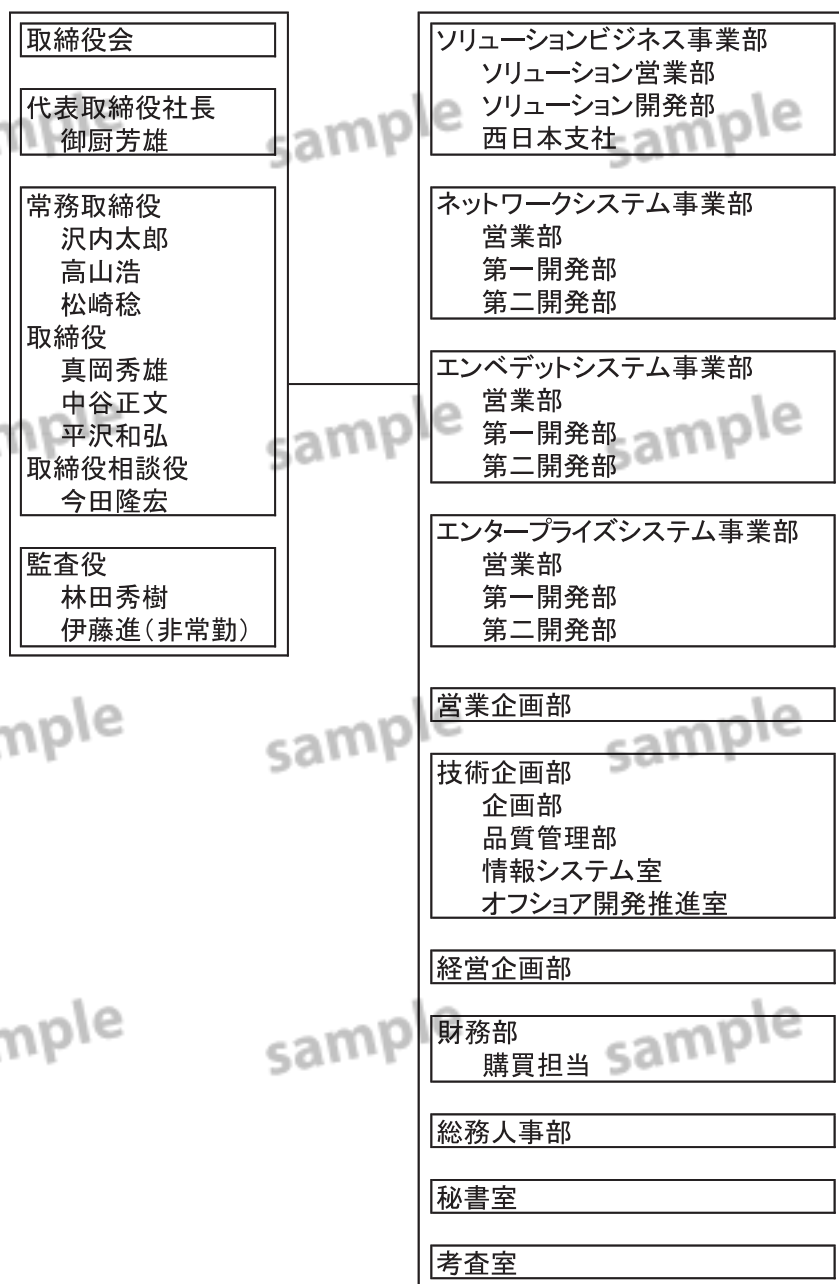 取締役会
代表取締役社長
御厨芳雄
常務取締役
沢内太郎
高山浩
松崎稔
取締役
真岡秀雄
中谷正文
平沢和弘
取締役相談役
今田隆宏
監査役
林田秀樹
伊藤進(非常勤)
ソリューションビジネス事業部
ソリューション営業部
ソリューション開発部
西日本支社
ネットワークシステム事業部
営業部
第一開発部
第二開発部
エンベデットシステム事業部
営業部
第一開発部
第二開発部
エンタープライズシステム事業部
営業部
第一開発部
第二開発部
営業企画部
技術企画部
企画部
品質管理部
情報システム室
オフショア開発推進室
経営企画部
財務部
購買担当
総務人事部
秘書室
考査室
mple
sample
sample
mple
sample
sample
mple
sample
sample
mple
sample
sample